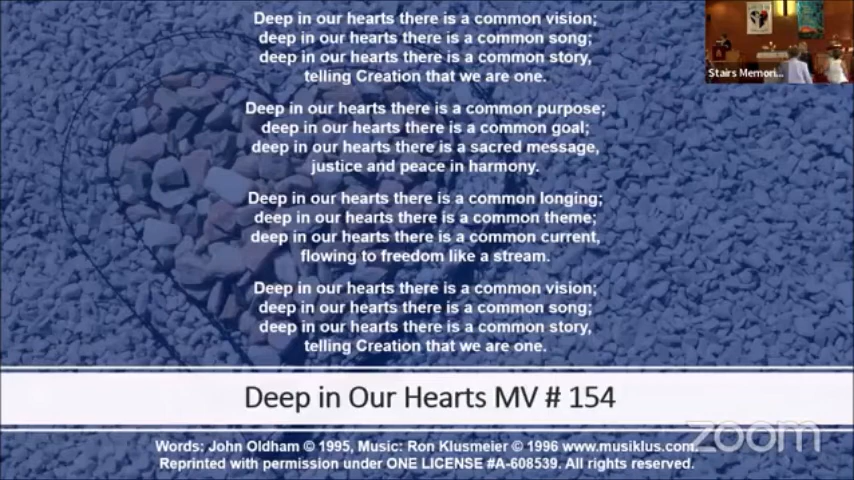 Deep in our hearts there is a common vision;
deep in our hearts there is a common song;
deep in our hearts there is a common story,
telling Creation that we are one.
Deep in our hearts there is a common purpose;
deep in our hearts there is a common goal;
deep in our hearts there is a sacred message,
justice and peace in harmony.
Deep in our hearts there is a common longing;
deep in our hearts there is a common theme;
deep in our hearts there is a common current,
flowing to freedom like a stream.
Deep in our hearts there is a common vision;
deep in our hearts there is a common song;
deep in our hearts there is a common story,
telling Creation that we are one.
Stairs Memori...
Deep in Our Hearts MV # 154
Words: John Oldham © 1995, Music: Ron Klusmeier © 1996 www.musiklus.com.
Reprinted with permission under ONE LICENSE #A-608539. All rights reserved.
zoom